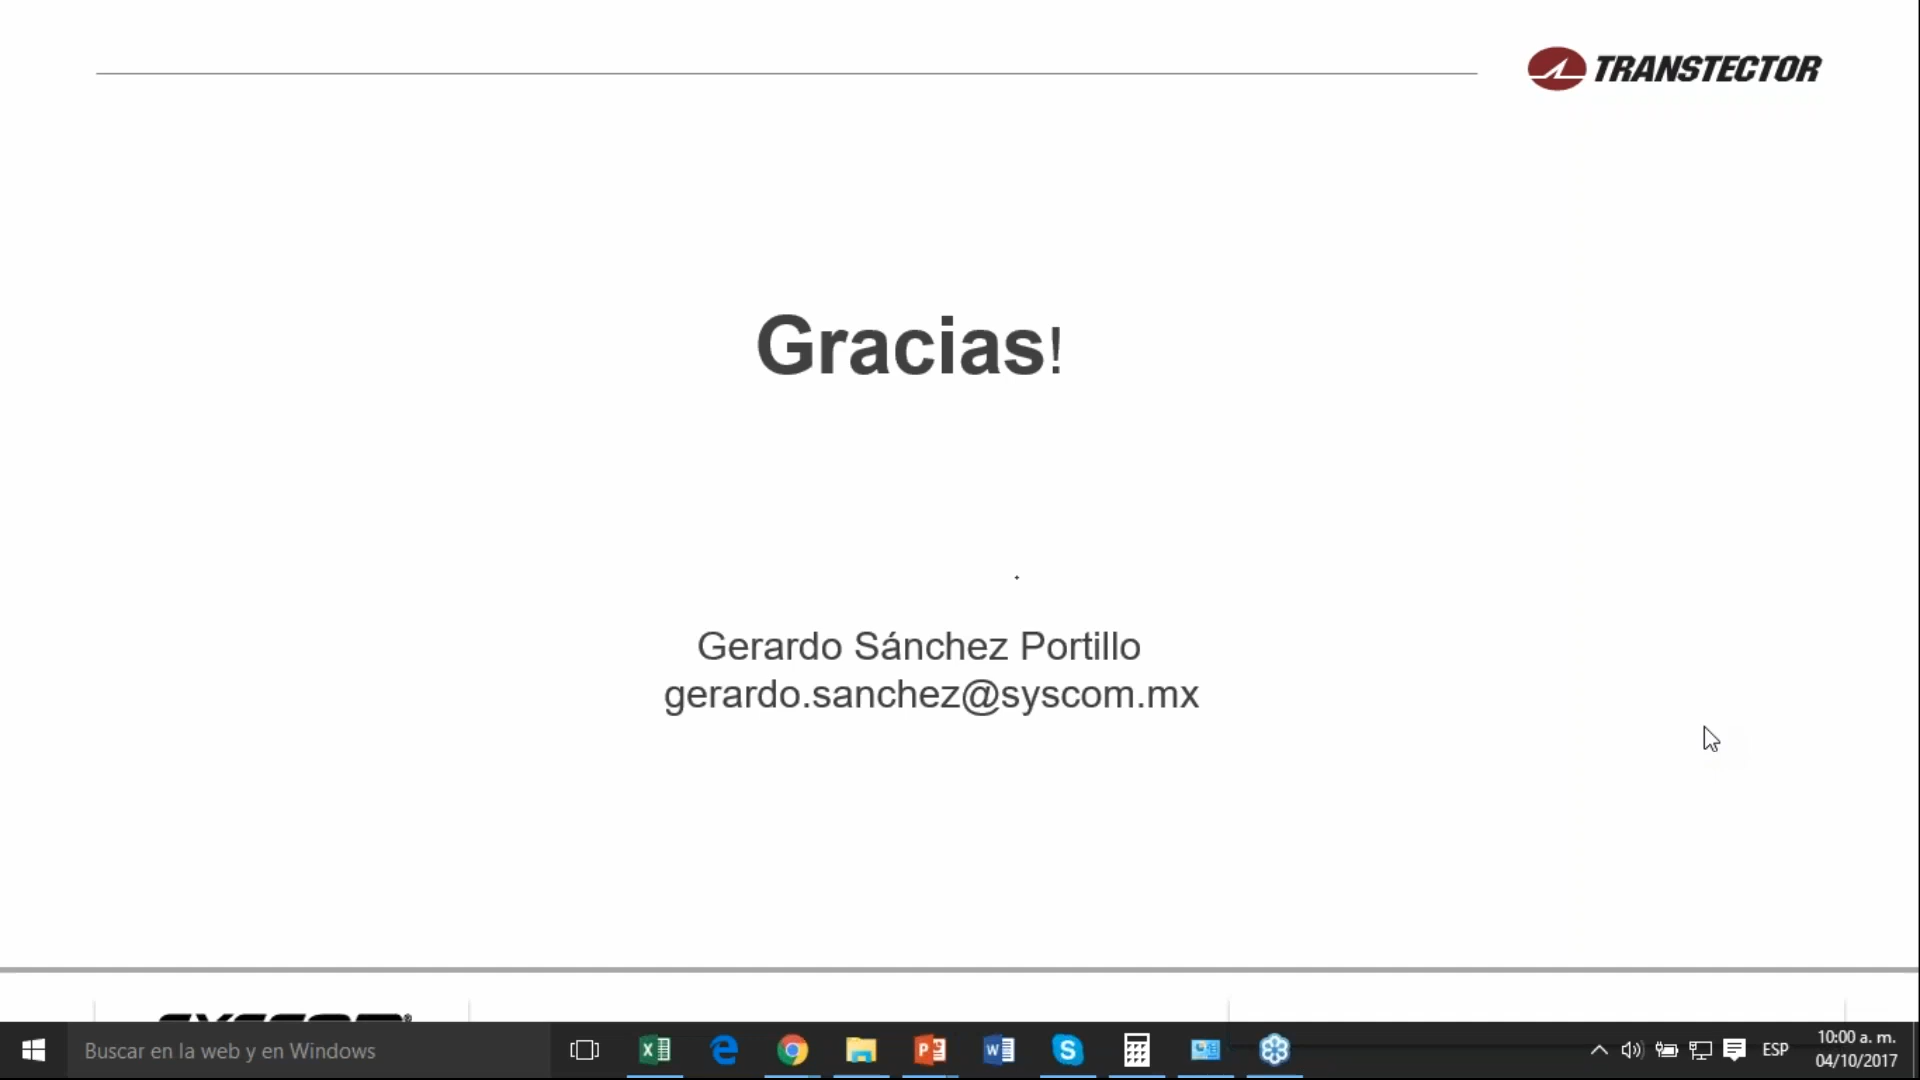 TRANSTECTOR
Gracias!
Gerardo Sánchez Portillo
gerardo.sanchez@syscom.mx
SYSCOM®
Buscar en la web y en Windows
ESP
10:00 a. m.
04/10/2017